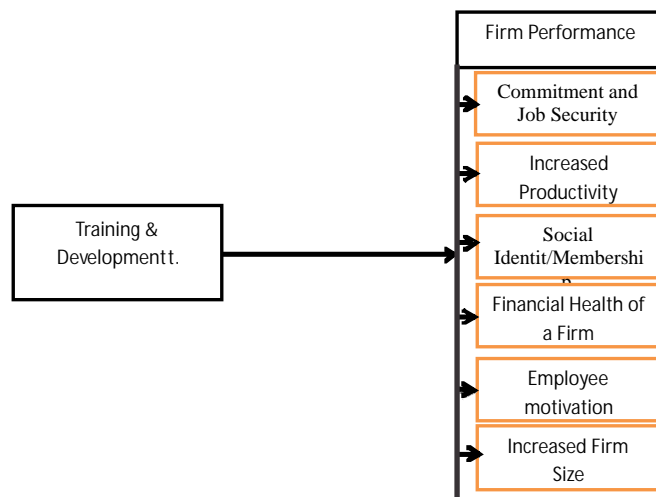 Firm Performance
Commitment and
Job Security
Increased
Productivity
Training &
Developmentt.
Social
Identit/Membershi
p
Financial Health of
a Firm
Employee
motivation
Increased Firm
Size